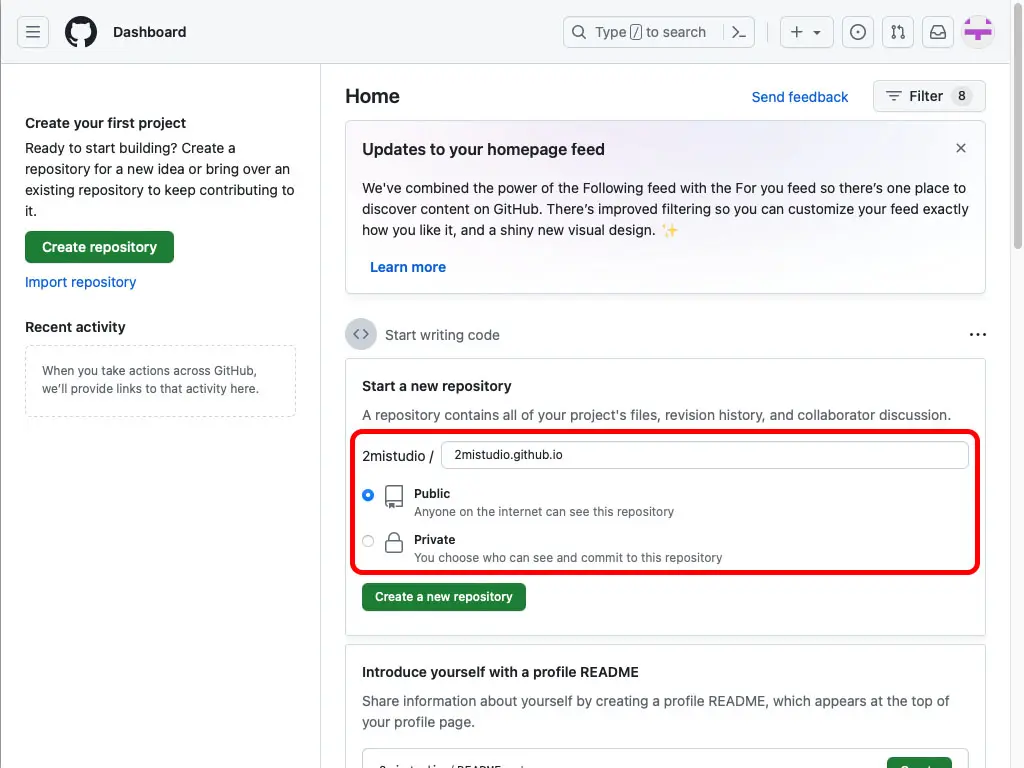 Dashboard
Type / to search
Create your first project
Ready to start building? Create a
repository for a new idea or bring over an
existing repository to keep contributing to
it.
Create repository
Import repository
Recent activity
When you take actions across GitHub,
we'll provide links to that activity here.
Home
Send feedback
Filter 8
Updates to your homepage feed
We've combined the power of the Following feed with the For you feed so there's one place to
discover content on GitHub. There's improved filtering so you can customize your feed exactly
how you like it, and a shiny new visual design. ✨
Learn more
Start writing code
Start a new repository
A repository contains all of your project's files, revision history, and collaborator discussion.
2mistudio / 2mistudio.github.io
Public
Anyone on the internet can see this repository
Private
You choose who can see and commit to this repository
Create a new repository
Introduce yourself with a profile README
Share information about yourself by creating a profile README, which appears at the top of
your profile page.